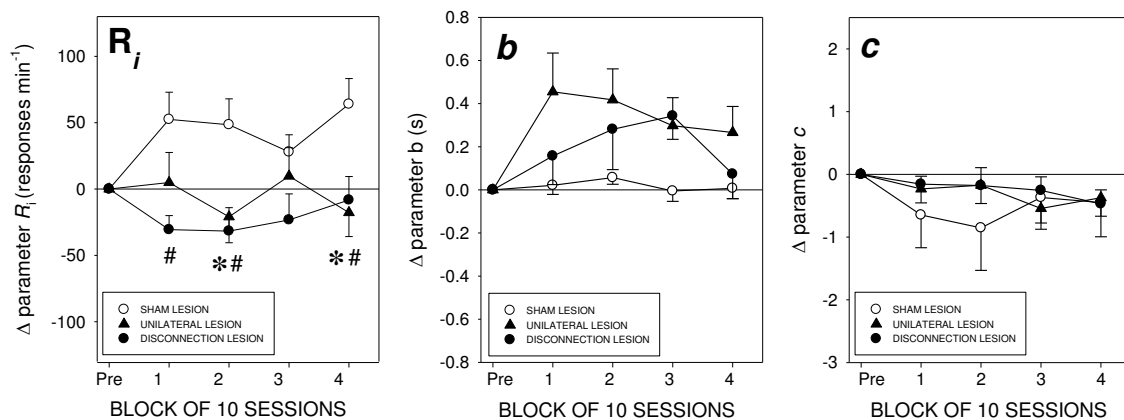 R_i
Δ parameter R_i (responses min⁻¹)
100
50
0
-50
-100
#
*#
*#
SHAM LESION
UNILATERAL LESION
DISCONNECTION LESION
Pre 1 2 3 4
BLOCK OF 10 SESSIONS
b
Δ parameter b (s)
0.8
0.6
0.4
0.2
0.0
-0.2
-0.4
-0.6
-0.8
SHAM LESION
UNILATERAL LESION
DISCONNECTION LESION
Pre 1 2 3 4
BLOCK OF 10 SESSIONS
c
Δ parameter c
2
1
0
-1
-2
-3
SHAM LESION
UNILATERAL LESION
DISCONNECTION LESION
Pre 1 2 3 4
BLOCK OF 10 SESSIONS